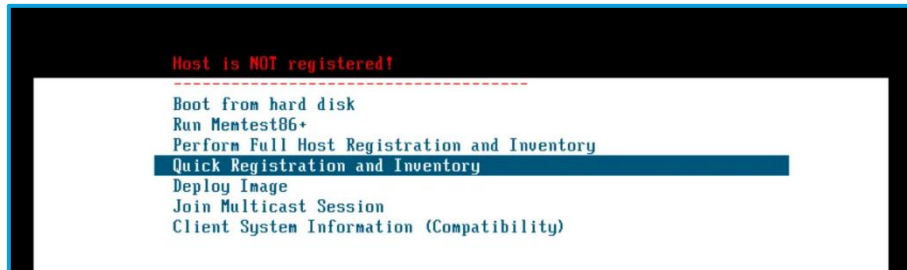 Host is NOT registered!
------------------------------------
Boot from hard disk
Run Memtest86+
Perform Full Host Registration and Inventory
Quick Registration and Inventory
Deploy Image
Join Multicast Session
Client System Information (Compatibility)